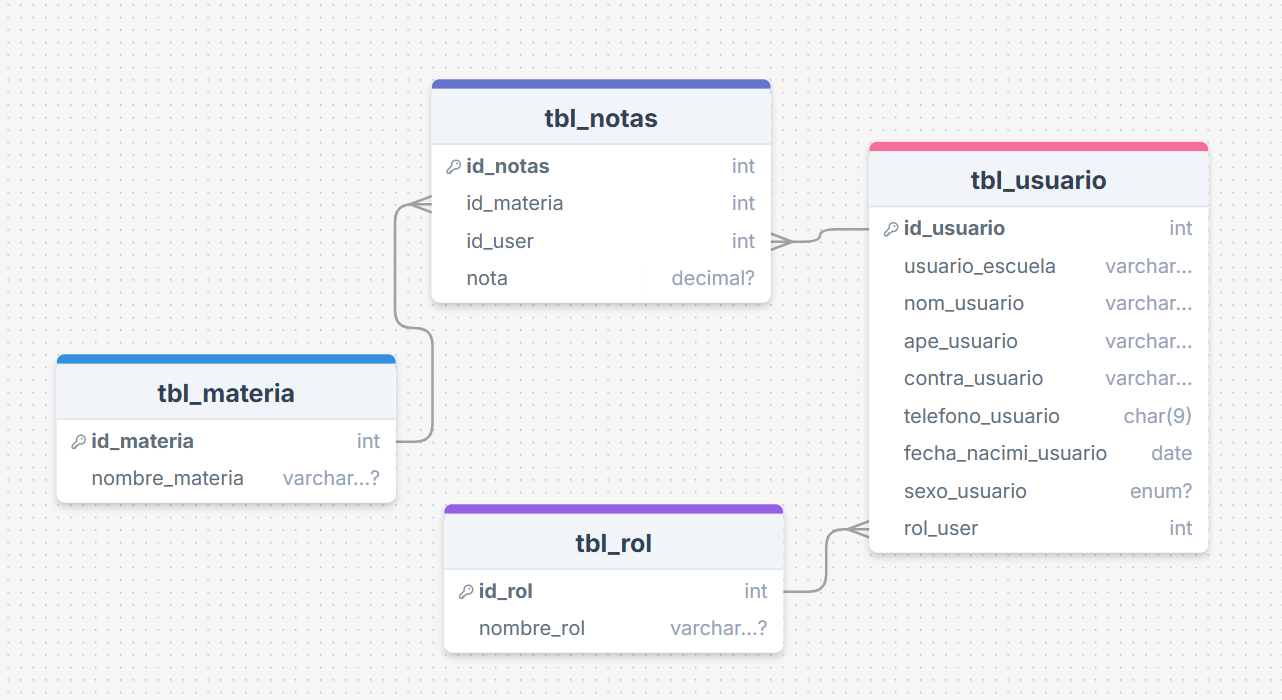 tbl_notas
id_notas int
id_materia int
id_user int
nota decimal?
tbl_usuario
id_usuario int
usuario_escuela varchar...
nom_usuario varchar...
ape_usuario varchar...
contra_usuario varchar...
telefono_usuario char(9)
fecha_nacimi_usuario date
sexo_usuario enum?
rol_user int
tbl_materia
id_materia int
nombre_materia varchar...?
tbl_rol
id_rol int
nombre_rol varchar...?